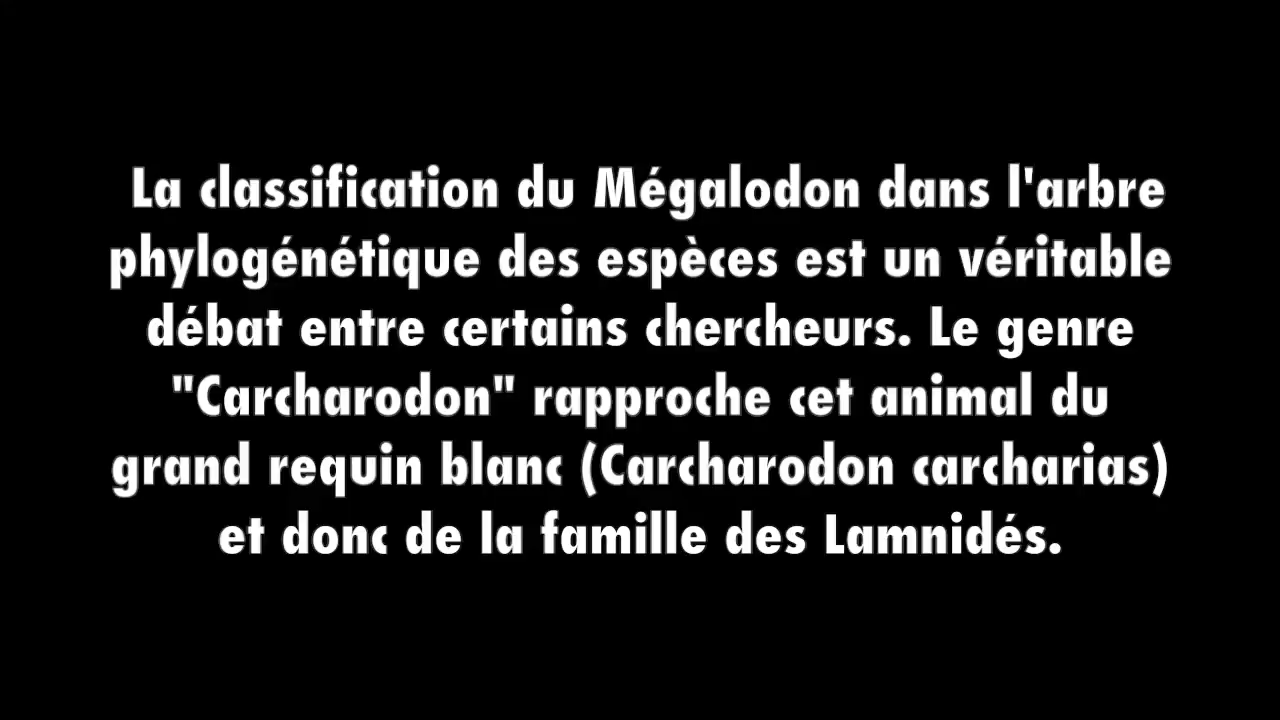 La classification du Mégalodon dans l'arbre
phylogénétique des espèces est un véritable
débat entre certains chercheurs. Le genre
"Carcharodon" rapproche cet animal du
grand requin blanc (Carcharodon carcharias)
et donc de la famille des Lamnidés.